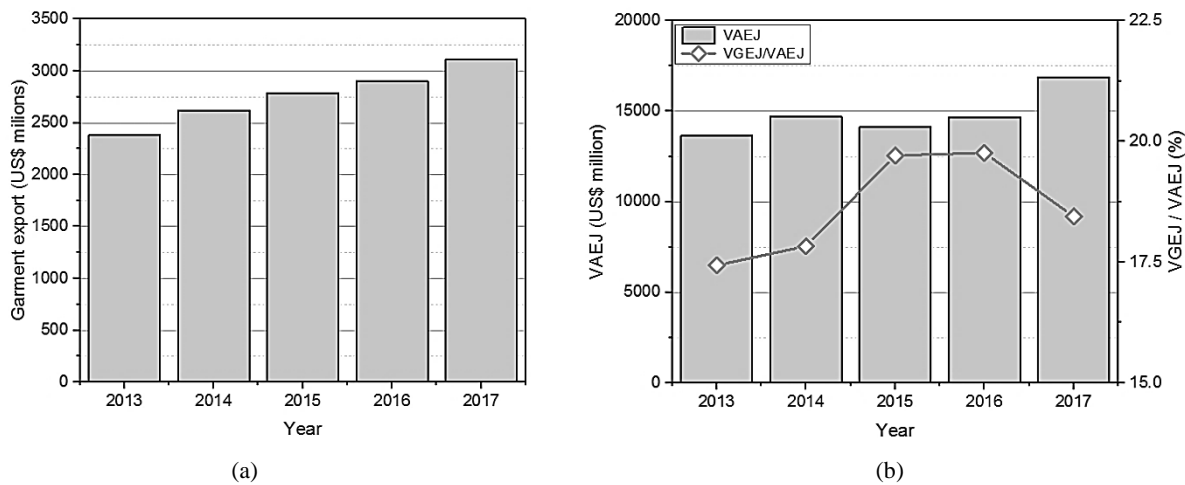 3500
3000
2500
2000
1500
1000
500
0
Garment export (US$ milions)
2013 2014 2015 2016 2017
Year
(a)
VAEJ
VGEJ/VAEJ
20000
15000
10000
5000
0
VAEJ (US$ million)
22.5
20.0
17.5
15.0
VGEJ / VAEJ (%)
2013 2014 2015 2016 2017
Year
(b)